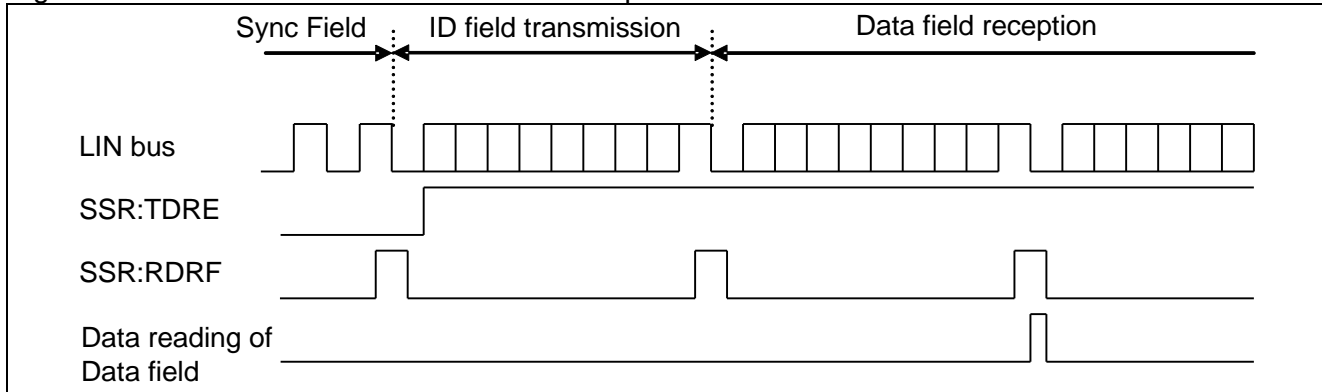 Sync Field
ID field transmission
Data field reception
LIN bus
SSR:TDRE
SSR:RDRF
Data reading of
Data field